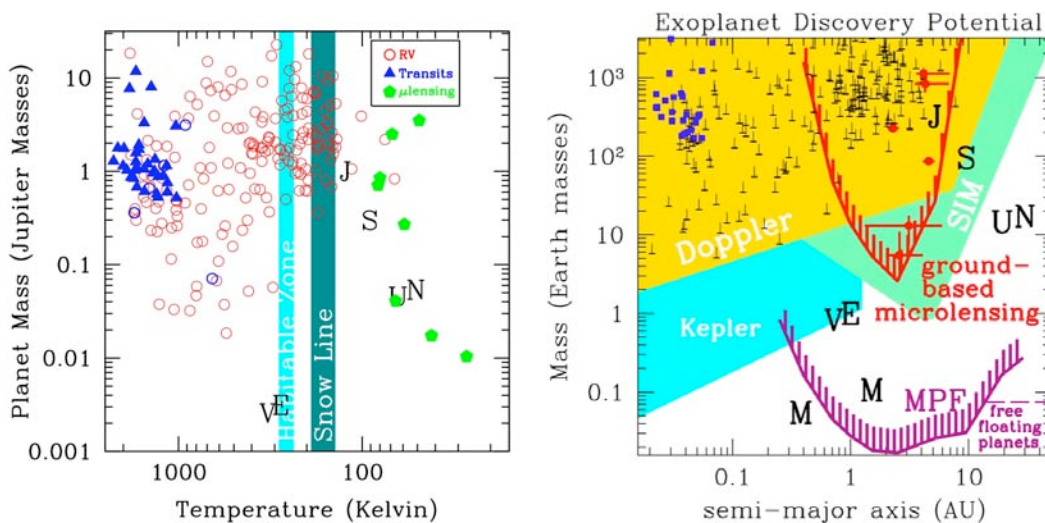 RV
Transits
μlensing
10
1
0.1
0.01
0.001
Planet Mass (Jupiter Masses)
J
S
U N
V E
Habitable Zone
Snow Line
1000
100
Temperature (Kelvin)
Exoplanet Discovery Potential
10³
10²
10
1
0.1
Mass (Earth masses)
J
S
U N
SIM
Doppler
ground-
based
microlensing
Kepler
V E
M
M
MPF
free
floating
planets
0.1
1
10
semi-major axis (AU)